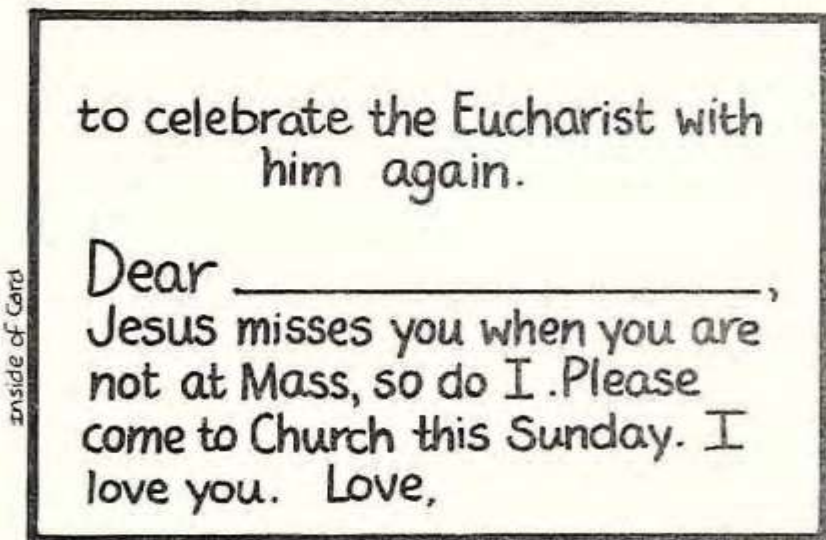 to celebrate the Eucharist with
him again.
Dear ____________________,
Jesus misses you when you are
not at Mass, so do I. Please
come to Church this Sunday. I
love you. Love,
Inside of Card